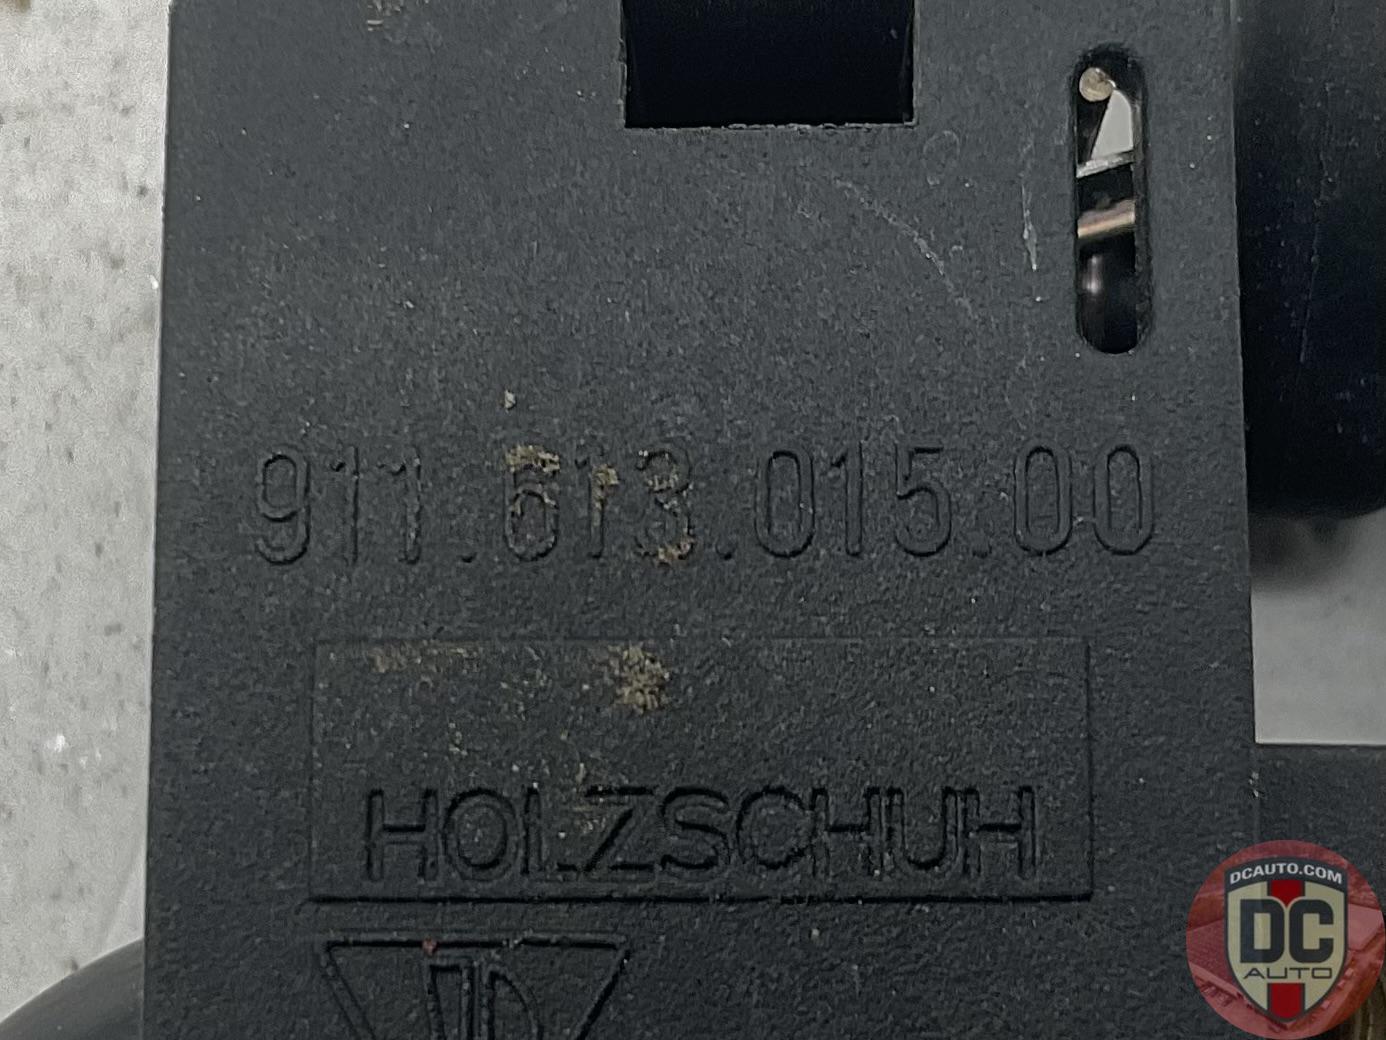 911.613.015.00
HOLZSCHUH
DCAUTO.COM
DC
AUTO